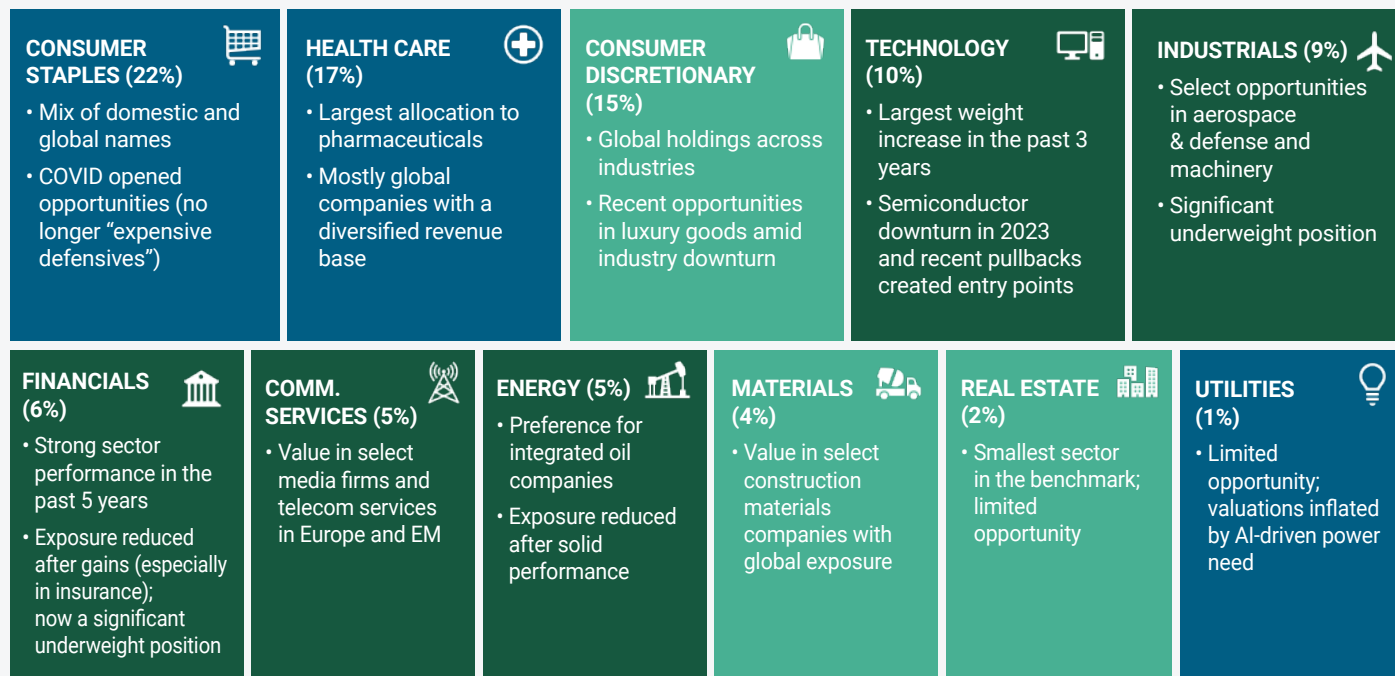 CONSUMER
STAPLES (22%)
• Mix of domestic and
global names
• COVID opened
opportunities (no
longer “expensive
defensives”)
HEALTH CARE
(17%)
• Largest allocation to
pharmaceuticals
• Mostly global
companies with a
diversified revenue
base
CONSUMER
DISCRETIONARY
(15%)
• Global holdings across
industries
• Recent opportunities
in luxury goods amid
industry downturn
TECHNOLOGY
(10%)
• Largest weight
increase in the past 3
years
• Semiconductor
downturn in 2023
and recent pullbacks
created entry points
INDUSTRIALS (9%)
• Select opportunities
in aerospace
& defense and
machinery
• Significant
underweight position
FINANCIALS
(6%)
• Strong sector
performance in the
past 5 years
• Exposure reduced
after gains (especially
in insurance);
now a significant
underweight position
COMM.
SERVICES (5%)
• Value in select
media firms and
telecom services
in Europe and EM
ENERGY (5%)
• Preference for
integrated oil
companies
• Exposure reduced
after solid
performance
MATERIALS
(4%)
• Value in select
construction
materials
companies with
global exposure
REAL ESTATE
(2%)
• Smallest sector
in the benchmark;
limited
opportunity
UTILITIES
(1%)
• Limited
opportunity;
valuations inflated
by AI-driven power
need